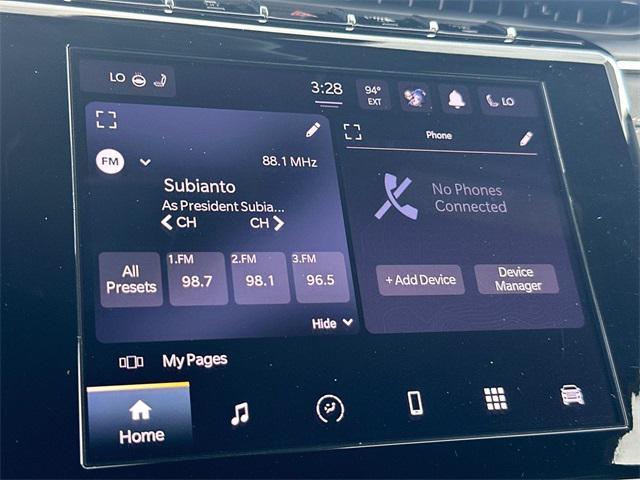 LO
3:28
94°
EXT
LO
FM
88.1 MHz
Subianto
As President Subia...
CH CH
All
Presets
1.FM
98.7
2.FM
98.1
3.FM
96.5
Hide
Phone
No Phones
Connected
+ Add Device
Device
Manager
My Pages
Home